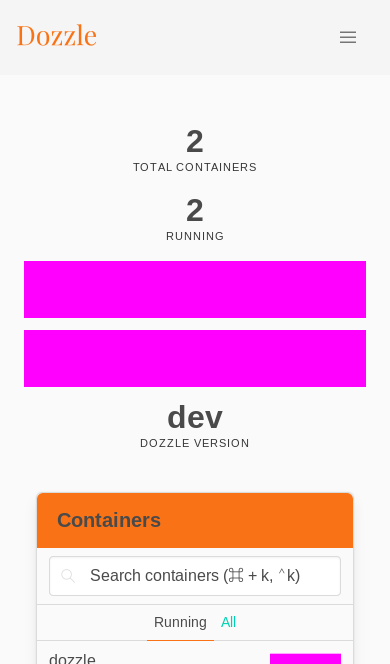 Dozzle
2
TOTAL CONTAINERS
2
RUNNING
dev
DOZZLE VERSION
Containers
Search containers (⌘ + k, ⌃k)
Running All
dozzle